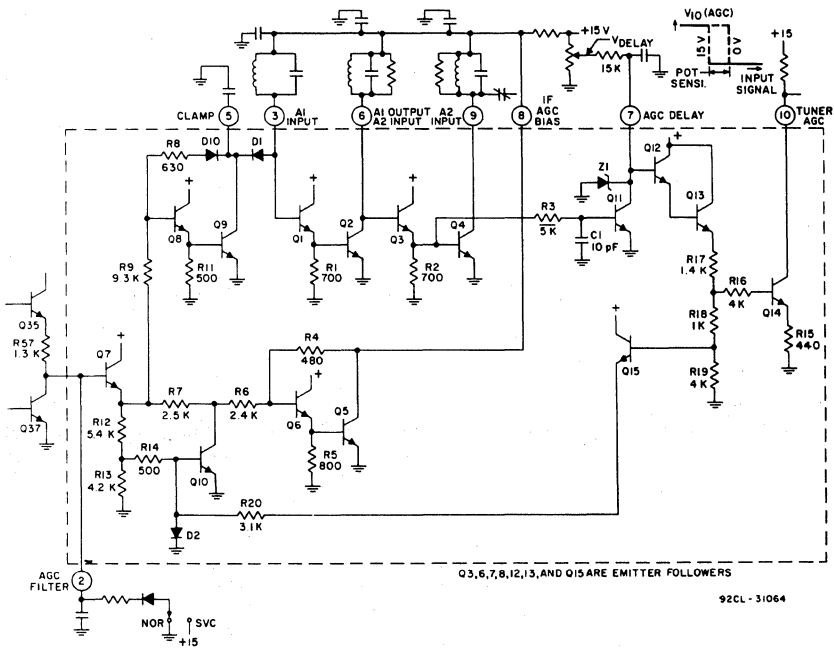 V10 (AGC)
+15 V
VDELAY
15 V
0 V
+15
15 K
POT
SENSI.
INPUT
SIGNAL
CLAMP
5
3
A1
INPUT
6
A1 OUTPUT
A2 INPUT
A2
INPUT
9
8
IF
AGC
BIAS
7
AGC DELAY
10
TUNER
AGC
R8
630
D10
D1
+
Q8
Q9
+
Q1
Q2
+
Q3
Q4
R3
5K
Z1
Q11
C1
10 pF
+
Q12
Q13
R9
9.3 K
R11
500
R1
700
R2
700
R17
1.4 K
R16
4K
Q14
R18
1K
R15
440
Q35
R57
1.3 K
Q37
+
Q7
R4
480
+
Q15
R19
4 K
R7
2.5 K
R6
2.4 K
+
Q6
Q5
R12
5.4 K
R14
500
Q10
R5
800
R13
4.2 K
D2
R20
3.1K
AGC
FILTER
2
Q3,6,7,8,12,13,AND Q15 ARE EMITTER FOLLOWERS
NOR
SVC
+15
92CL-31064